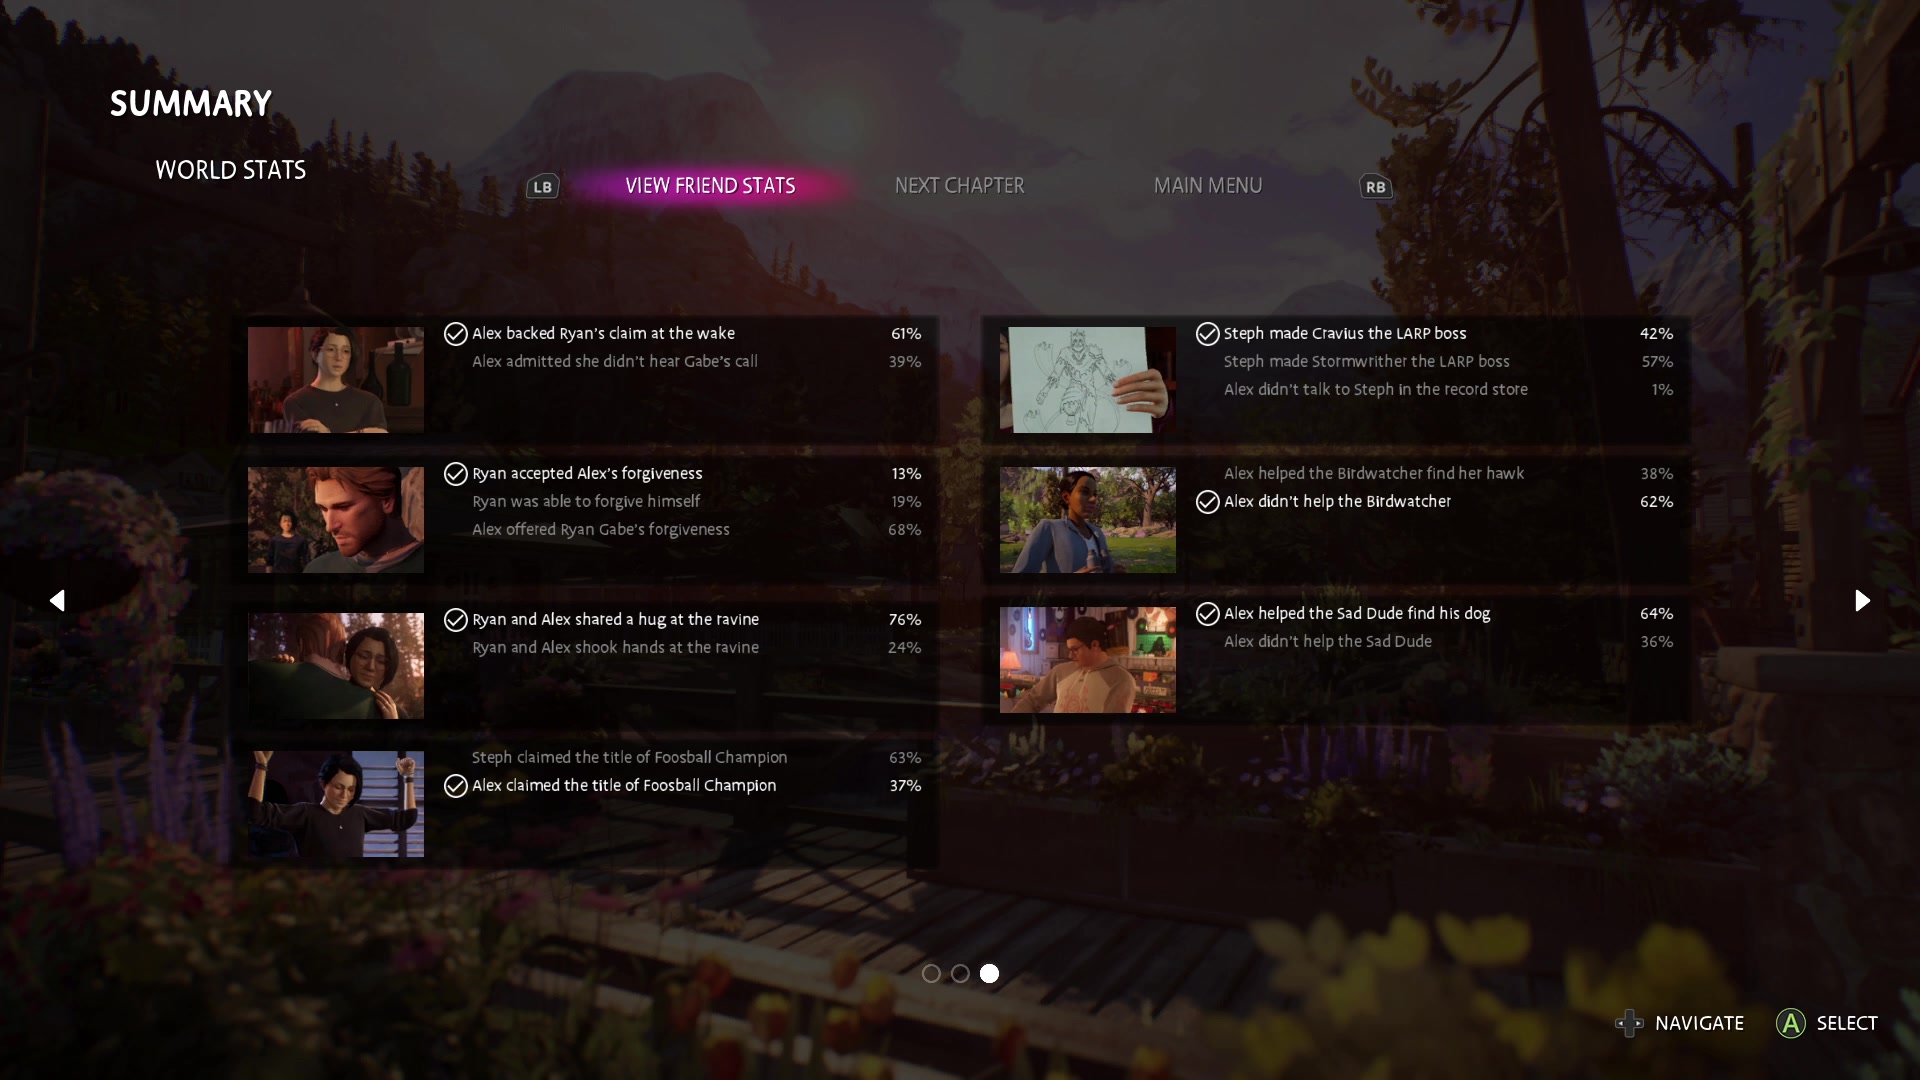 SUMMARY
WORLD STATS
LB
VIEW FRIEND STATS
NEXT CHAPTER
MAIN MENU
RB
Alex backed Ryan's claim at the wake 61%
Alex admitted she didn't hear Gabe's call 39%
Ryan accepted Alex's forgiveness 13%
Ryan was able to forgive himself 19%
Alex offered Ryan Gabe's forgiveness 68%
Ryan and Alex shared a hug at the ravine 76%
Ryan and Alex shook hands at the ravine 24%
Steph claimed the title of Foosball Champion 63%
Alex claimed the title of Foosball Champion 37%
Steph made Cravius the LARP boss 42%
Steph made Stormwrither the LARP boss 57%
Alex didn't talk to Steph in the record store 1%
Alex helped the Birdwatcher find her hawk 38%
Alex didn't help the Birdwatcher 62%
Alex helped the Sad Dude find his dog 64%
Alex didn't help the Sad Dude 36%
NAVIGATE
A SELECT